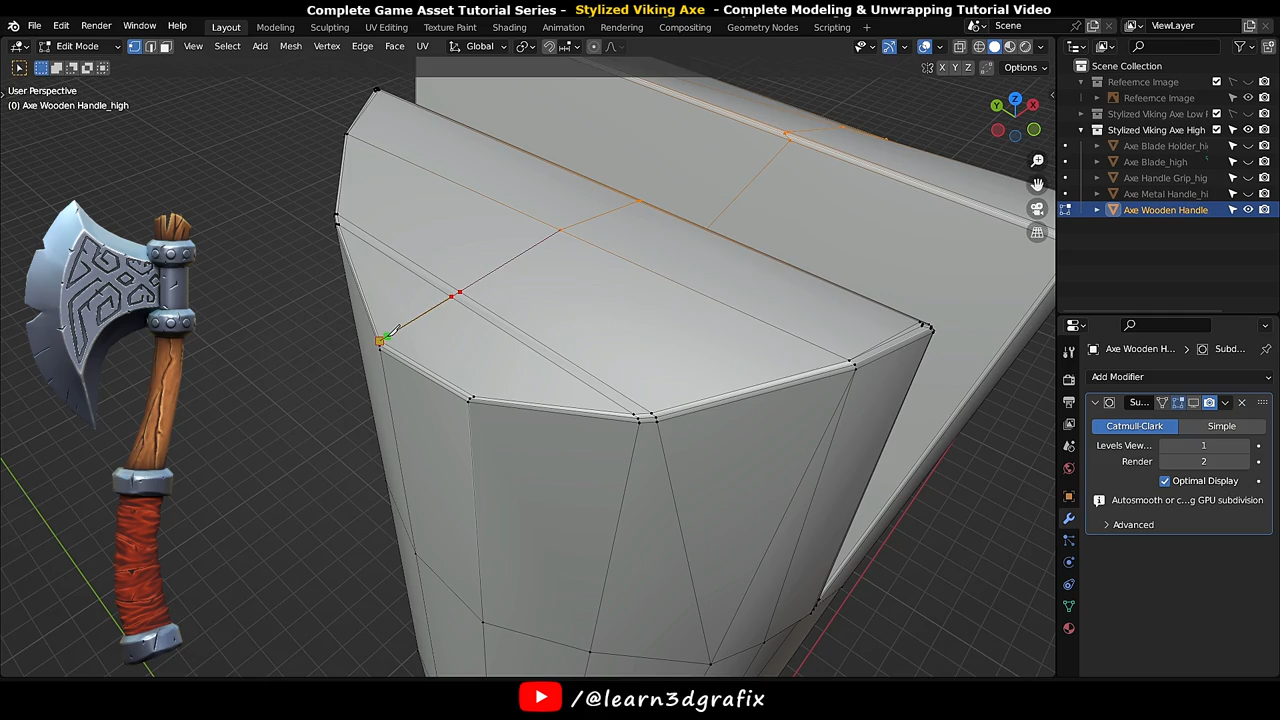 Complete Game Asset Tutorial Series - Stylized Viking Axe - Complete Modeling & Unwrapping Tutorial Video
File Edit Render Window Help Layout Modeling Sculpting UV Editing Texture Paint Shading Animation Rendering Compositing Geometry Nodes Scripting Scene ViewLayer
Edit Mode View Select Add Mesh Vertex Edge Face UV Global
X Y Z Options
Scene Collection
User Perspective
(0) Axe Wooden Handle_high
Refeernce Image
Refeernce Image
Stylized Viking Axe Low
Stylized Viking Axe High
Axe Blade Holder_hi
Axe Blade_high
Axe Handle Grip_hig
Axe Metal Handle_hi
Axe Wooden Handle
Z
Y X
Axe Wooden H... Subd...
Add Modifier
Su...
Catmull-Clark Simple
Levels View... 1
Render 2
Optimal Display
Autosmooth or c...g GPU subdivision
Advanced
/@learn3dgrafix